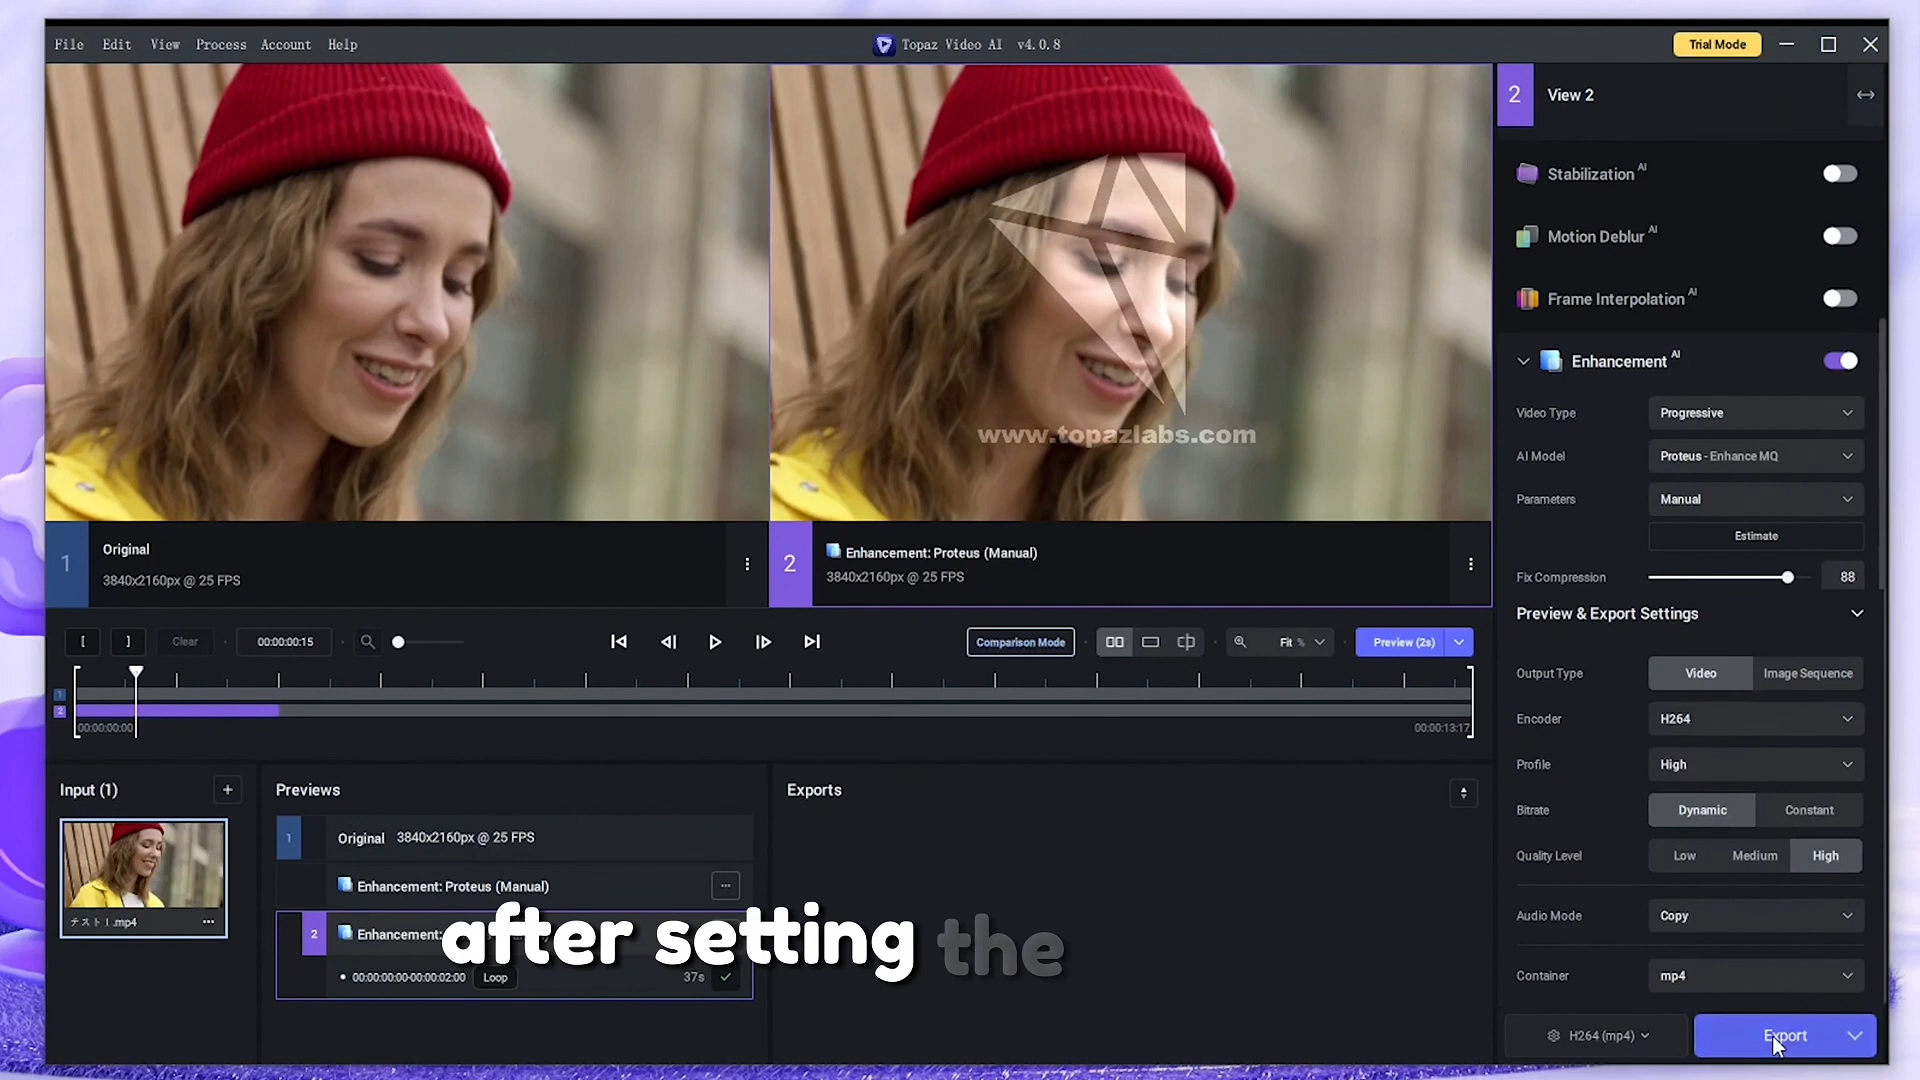 File Edit View Process Account Help
Topaz Video AI v4.0.8
Trial Mode
2 View 2
Stabilization AI
Motion Deblur AI
Frame Interpolation AI
Enhancement AI
Video Type Progressive
AI Model Proteus - Enhance MQ
Parameters Manual
Estimate
Fix Compression 88
www.topazlabs.com
1 Original
3840x2160px @ 25 FPS
2 Enhancement: Proteus (Manual)
3840x2160px @ 25 FPS
[ ] Clear 00:00:00:15 Comparison Mode Fit % Preview (2s)
1
2
00:00:00:00 00:00:13:17
Preview & Export Settings
Output Type Video Image Sequence
Encoder H264
Profile High
Bitrate Dynamic Constant
Quality Level Low Medium High
Audio Mode Copy
Container mp4
H264 (mp4) Export
Input (1) +
テスト1.mp4
Previews
1 Original 3840x2160px @ 25 FPS
Enhancement: Proteus (Manual)
2 Enhancement:
00:00:00:00-00:00:02:00 Loop 37s
Exports
after setting the